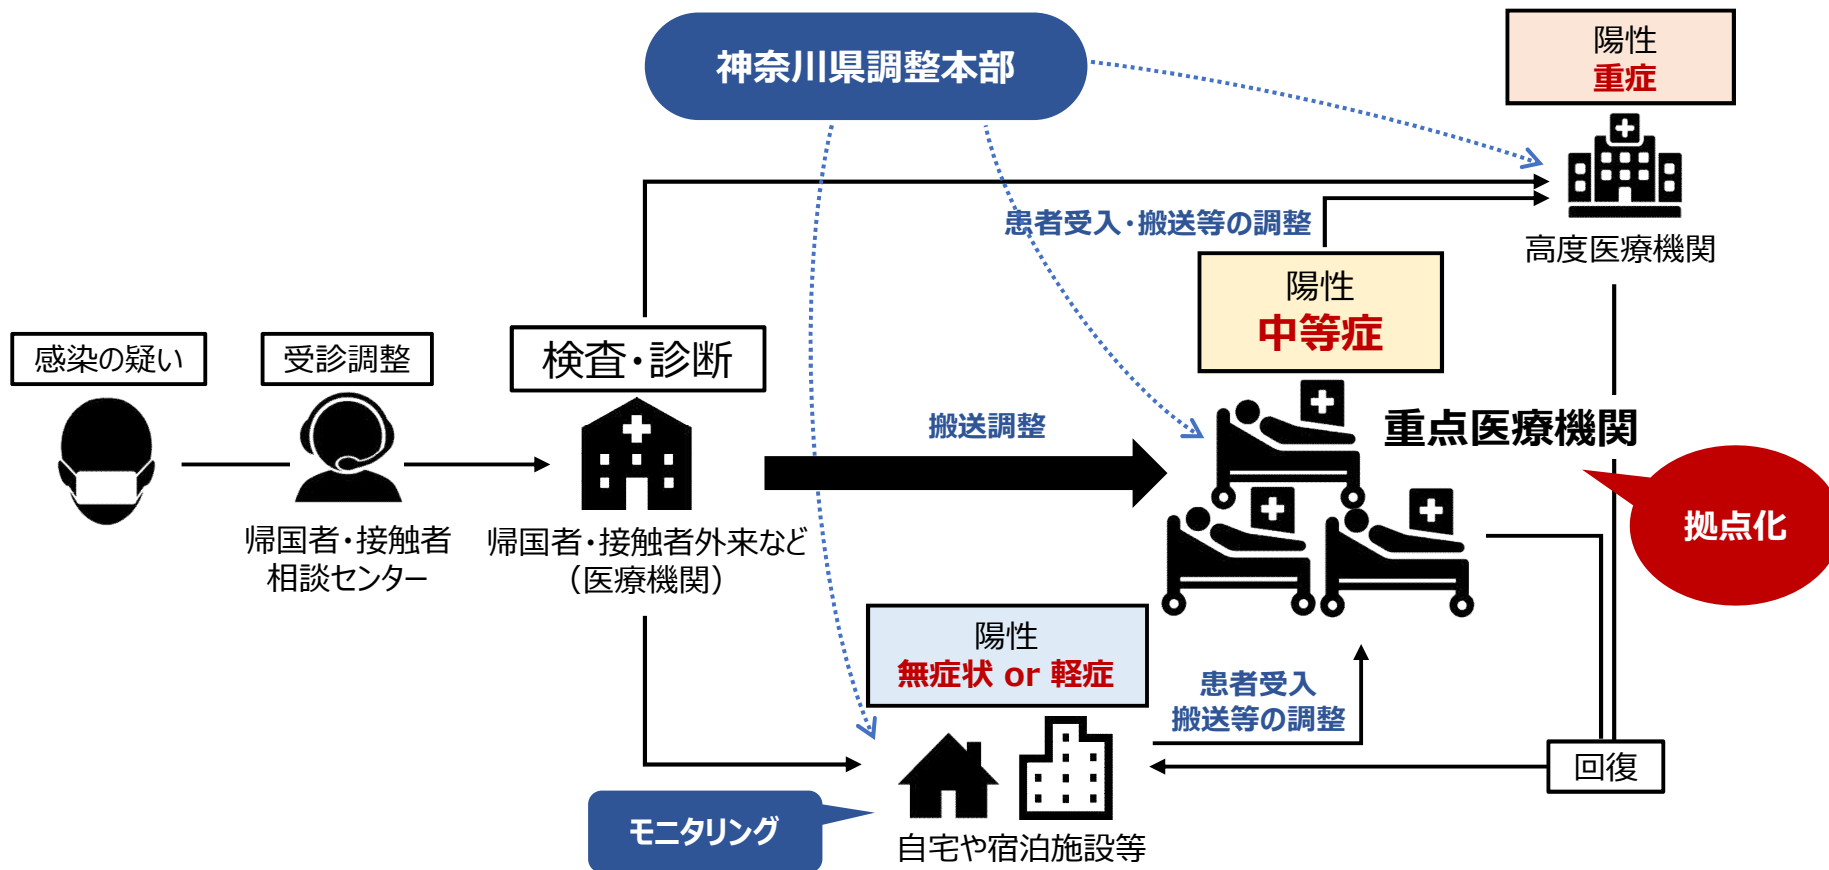 神奈川県調整本部
陽性
重症
高度医療機関
患者受入・搬送等の調整
陽性
中等症
重点医療機関
拠点化
感染の疑い
受診調整
帰国者・接触者
相談センター
検査・診断
帰国者・接触者外来など
（医療機関）
搬送調整
陽性
無症状 or 軽症
患者受入
搬送等の調整
回復
モニタリング
自宅や宿泊施設等